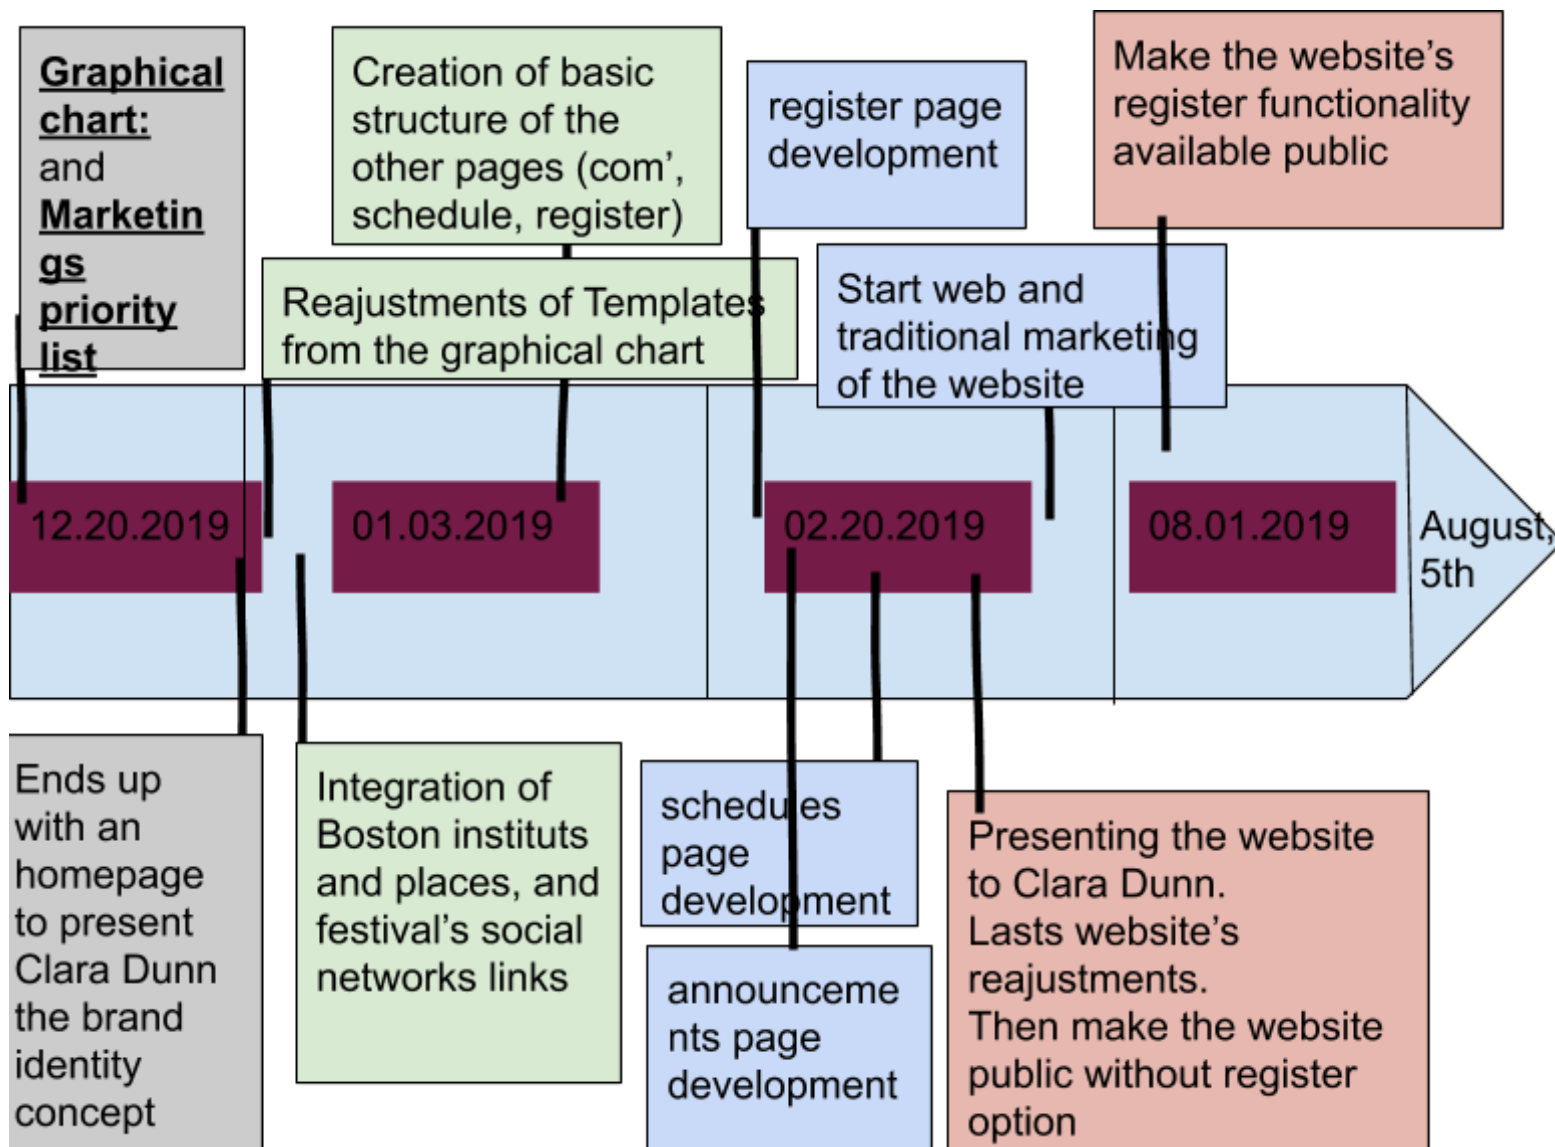 Graphical
chart:
and
Marketin
gs
priority
list
Creation of basic
structure of the
other pages (com’,
schedule, register)
Reajustments of Templates
from the graphical chart
register page
development
Start web and
traditional marketing
of the website
Make the website’s
register functionality
available public
12.20.2019
01.03.2019
02.20.2019
08.01.2019
August,
5th
Ends up
with an
homepage
to present
Clara Dunn
the brand
identity
concept
Integration of
Boston instituts
and places, and
festival’s social
networks links
schedules
page
development
announceme
nts page
development
Presenting the website
to Clara Dunn.
Lasts website’s
reajustments.
Then make the website
public without register
option